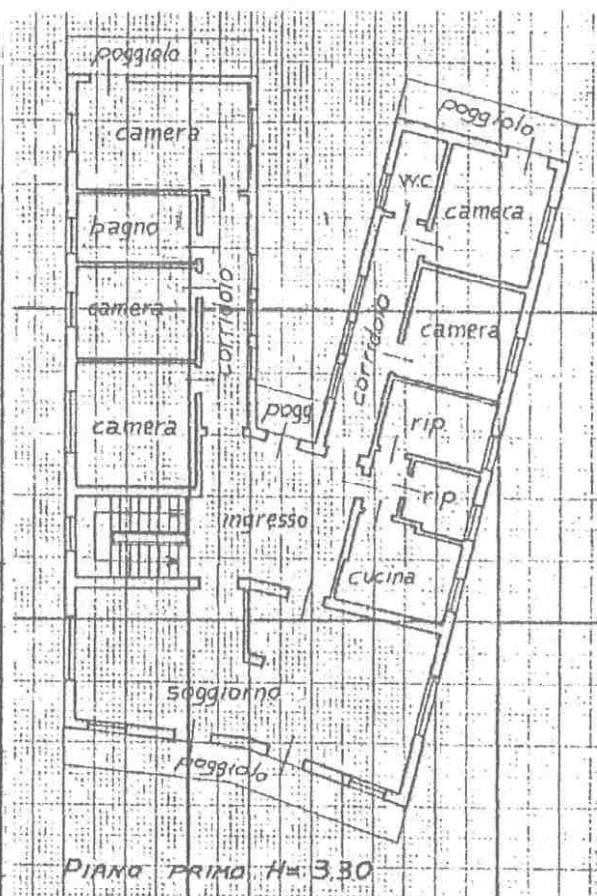 poggiolo
camera
bagno
camera
camera
corridoio
pogg.
ingresso
poggiolo
w.c.
camera
camera
corridoio
rip.
rip.
cucina
soggiorno
poggiolo
PIANO PRIMO H= 3.30